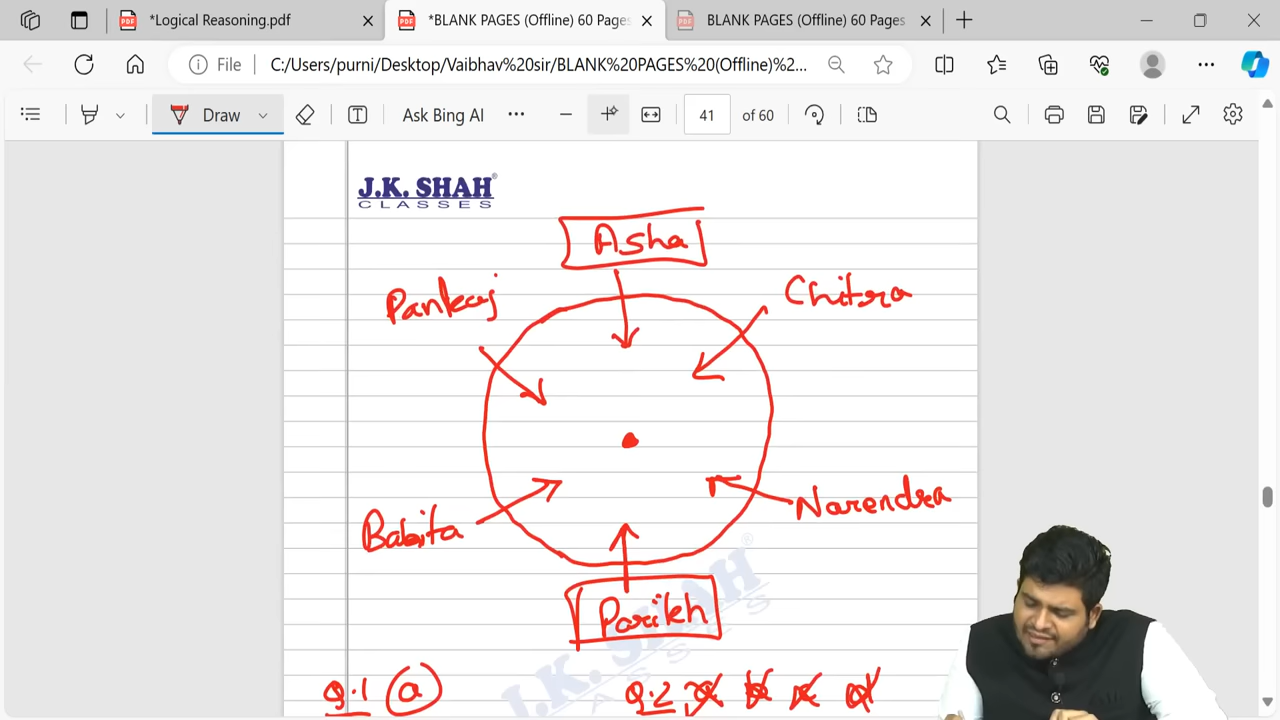 *Logical Reasoning.pdf
*BLANK PAGES (Offline) 60 Pages
BLANK PAGES (Offline) 60 Pages
File
C:/Users/purni/Desktop/Vaibhav%20sir/BLANK%20PAGES%20(Offline)%2...
Draw
Ask Bing AI
41
of 60
J.K. SHAH®
CLASSES
Asha
Pankaj
Chitra
Babita
Narendra
Parikh
J.K. SHAH®
CLASSES
Q.1 a
Q.2 a b c d